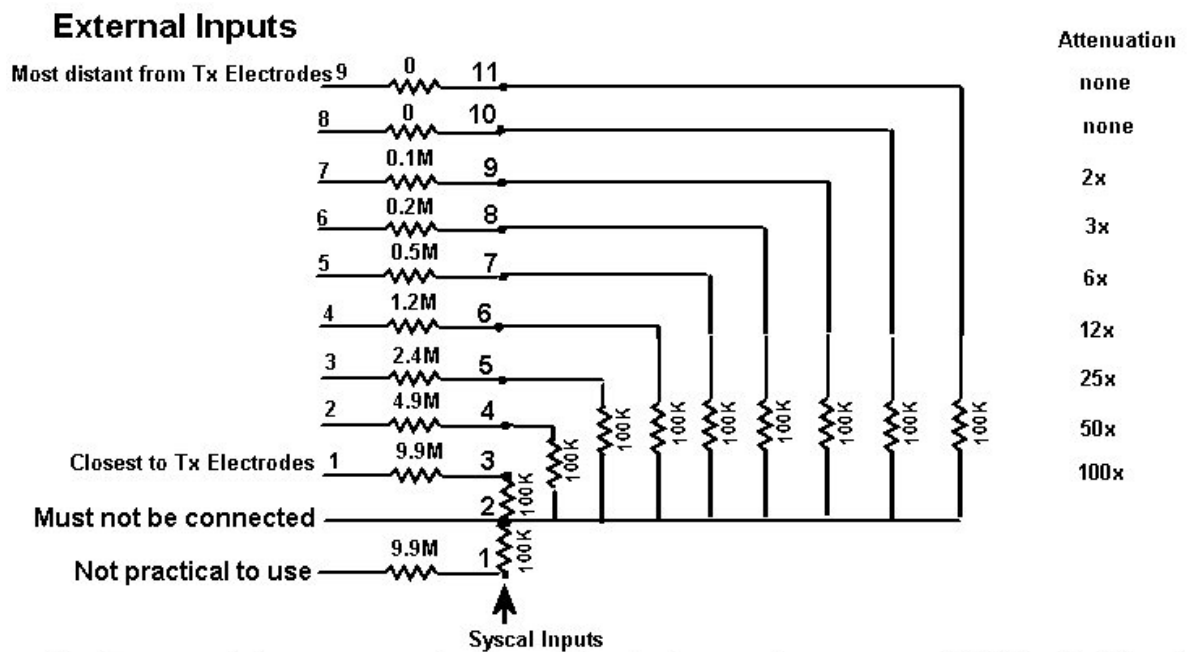 External Inputs
Attenuation
Most distant from Tx Electrodes 9 0 11 none
8 0 10 none
7 0.1M 9 2x
6 0.2M 8 3x
5 0.5M 7 6x
4 1.2M 6 12x
3 2.4M 5 25x
100K 100K 100K 100K 100K 100K 100K
2 4.9M 4 50x
100K
Closest to Tx Electrodes 1 9.9M 3 100x
100K
Must not be connected 2
100K
Not practical to use 9.9M 1
Syscal Inputs